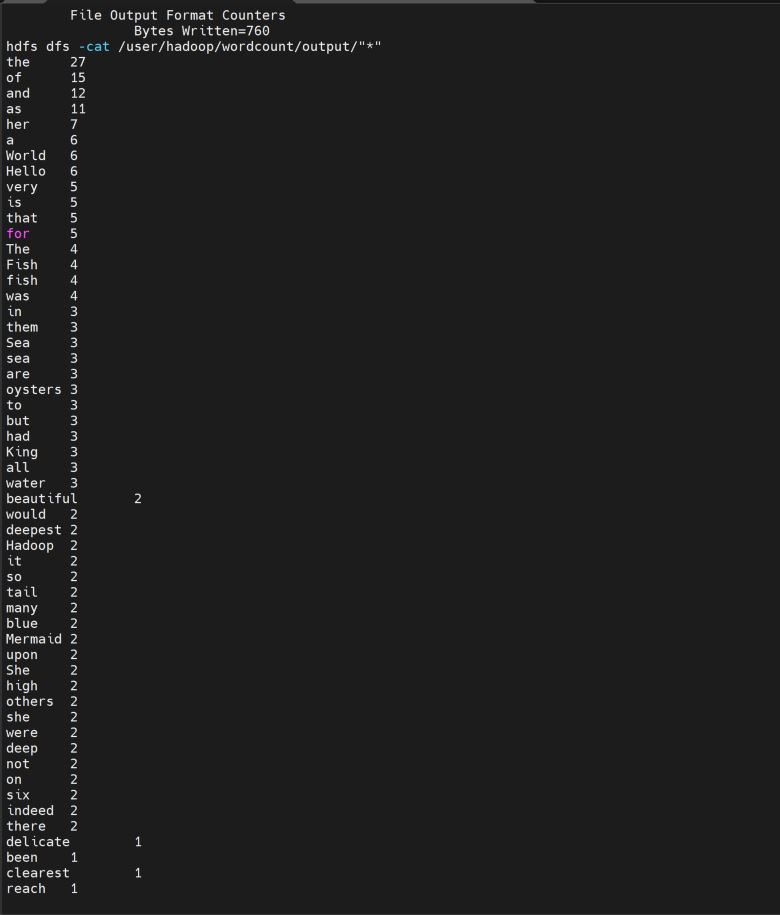 File Output Format Counters
Bytes Written=760
hdfs dfs -cat /user/hadoop/wordcount/output/"*"
the 27
of 15
and 12
as 11
her 7
a 6
World 6
Hello 6
very 5
is 5
that 5
for 5
The 4
Fish 4
fish 4
was 4
in 3
them 3
Sea 3
sea 3
are 3
oysters 3
to 3
but 3
had 3
King 3
all 3
water 3
beautiful 2
would 2
deepest 2
Hadoop 2
it 2
so 2
tail 2
many 2
blue 2
Mermaid 2
upon 2
She 2
high 2
others 2
she 2
were 2
deep 2
not 2
on 2
six 2
indeed 2
there 2
delicate 1
been 1
clearest 1
reach 1